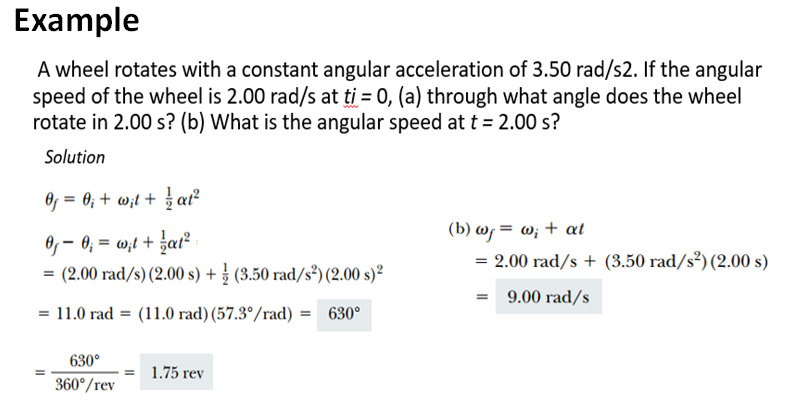 Example
A wheel rotates with a constant angular acceleration of 3.50 rad/s2. If the angular
speed of the wheel is 2.00 rad/s at ti = 0, (a) through what angle does the wheel
rotate in 2.00 s? (b) What is the angular speed at t = 2.00 s?
Solution
θf = θi + ωit + ½ αt²
θf − θi = ωit + ½αt²
= (2.00 rad/s)(2.00 s) + ½ (3.50 rad/s²)(2.00 s)²
= 11.0 rad = (11.0 rad)(57.3°/rad) = 630°
= 630° / 360°/rev = 1.75 rev
(b) ωf = ωi + αt
= 2.00 rad/s + (3.50 rad/s²)(2.00 s)
= 9.00 rad/s